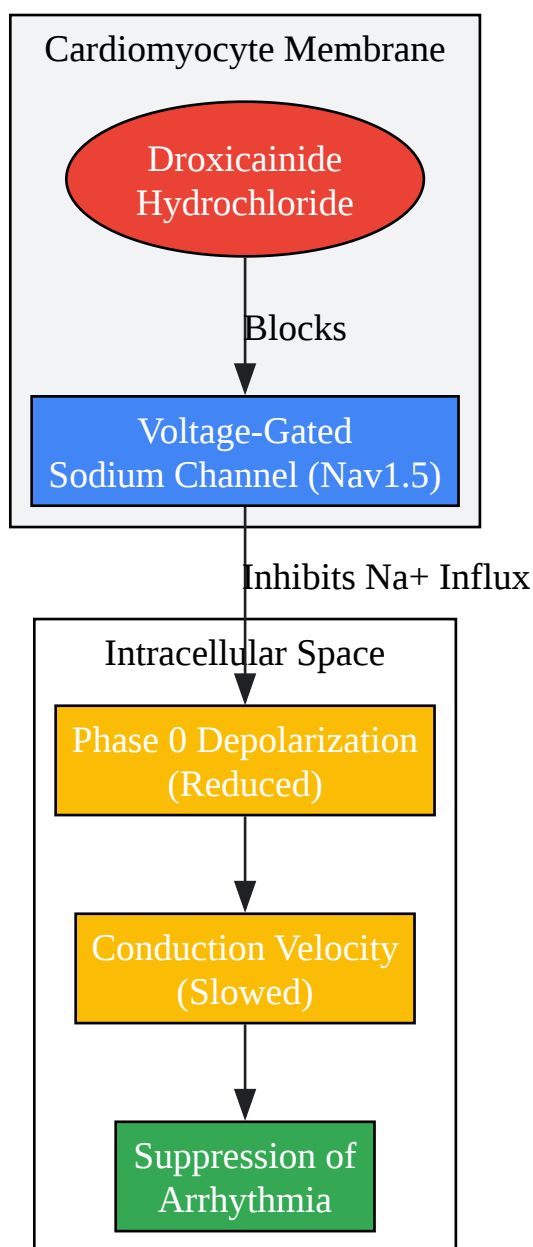 Cardiomyocyte Membrane
Droxicainide
Hydrochloride
Blocks
Voltage-Gated
Sodium Channel (Nav1.5)
Inhibits Na+ Influx
Intracellular Space
Phase 0 Depolarization
(Reduced)
Conduction Velocity
(Slowed)
Suppression of
Arrhythmia